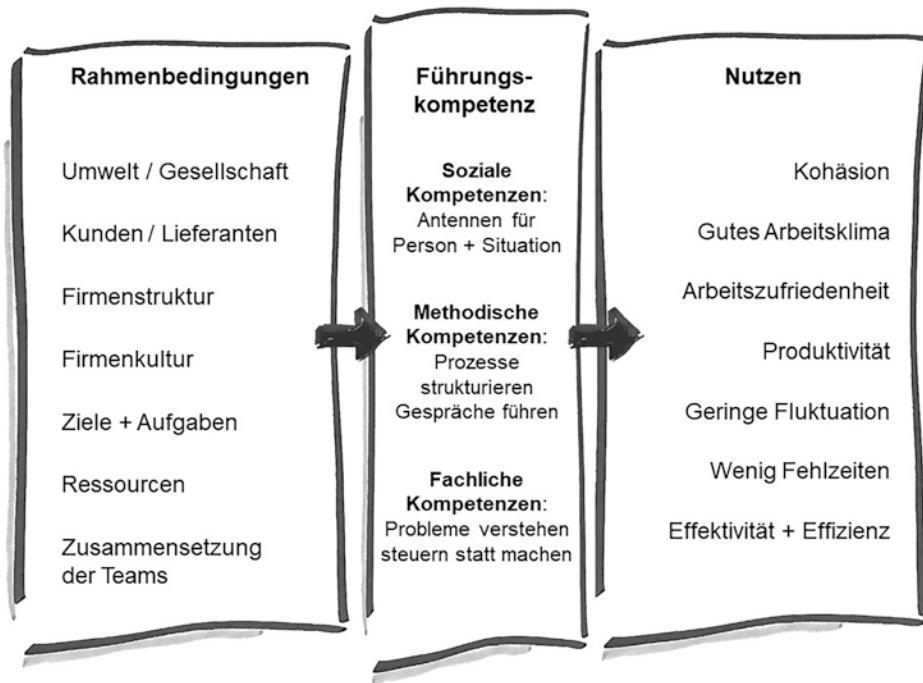 Rahmenbedingungen
Umwelt / Gesellschaft
Kunden / Lieferanten
Firmenstruktur
Firmenkultur
Ziele + Aufgaben
Ressourcen
Zusammensetzung
der Teams
Führungs-
kompetenz
Soziale
Kompetenzen:
Antennen für
Person + Situation
Methodische
Kompetenzen:
Prozesse
strukturieren
Gespräche führen
Fachliche
Kompetenzen:
Probleme verstehen
steuern statt machen
Nutzen
Kohäsion
Gutes Arbeitsklima
Arbeitszufriedenheit
Produktivität
Geringe Fluktuation
Wenig Fehlzeiten
Effektivität + Effizienz